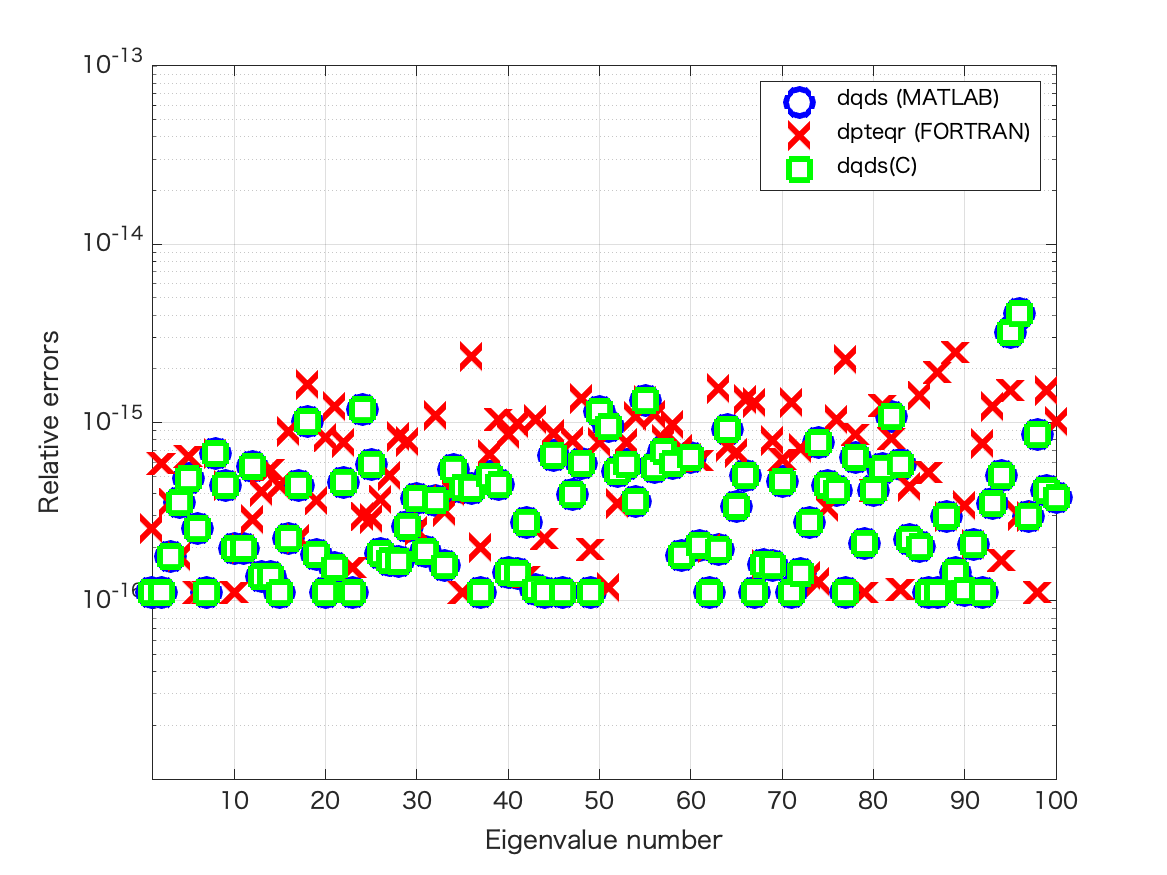 10-13
dqds (MATLAB)
dpteqr (FORTRAN)
dqds(C)
10-14
10-15
10-16
Relative errors
10 20 30 40 50 60 70 80 90 100
Eigenvalue number